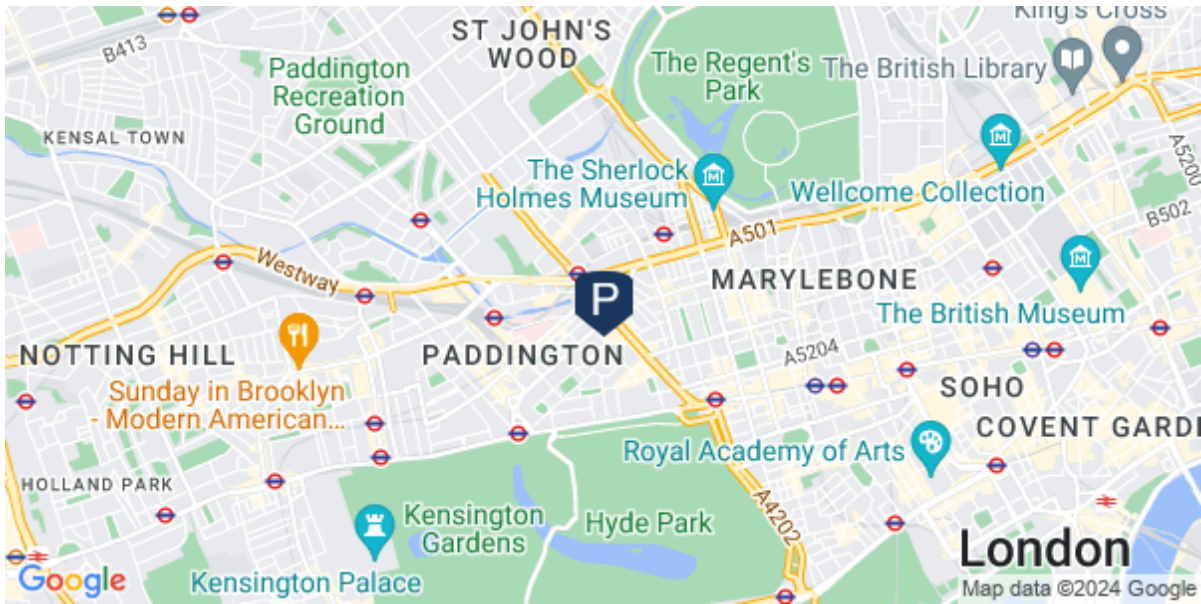 King's Cross
ST JOHN'S
WOOD
B413
The Regent's
Park
The British Library
Paddington
Recreation
Ground
KENSAL TOWN
A5200
The Sherlock
Holmes Museum
Wellcome Collection
B502
A501
Westway
MARYLEBONE
The British Museum
P
NOTTING HILL
PADDINGTON
A5204
SOHO
Sunday in Brooklyn
- Modern American...
COVENT GARD
Royal Academy of Arts
HOLLAND PARK
A4202
Kensington
Gardens
Hyde Park
London
Kensington Palace
Google
Map data ©2024 Google